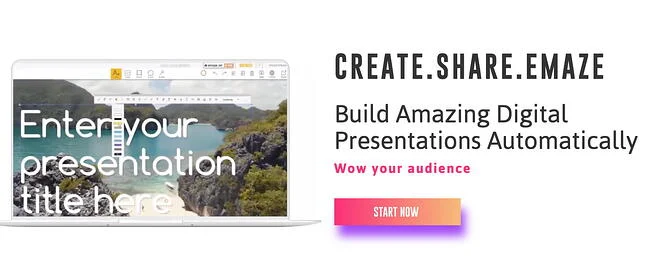 Enter your
presentation
title here
CREATE.SHARE.EMAZE
Build Amazing Digital
Presentations Automatically
Wow your audience
START NOW